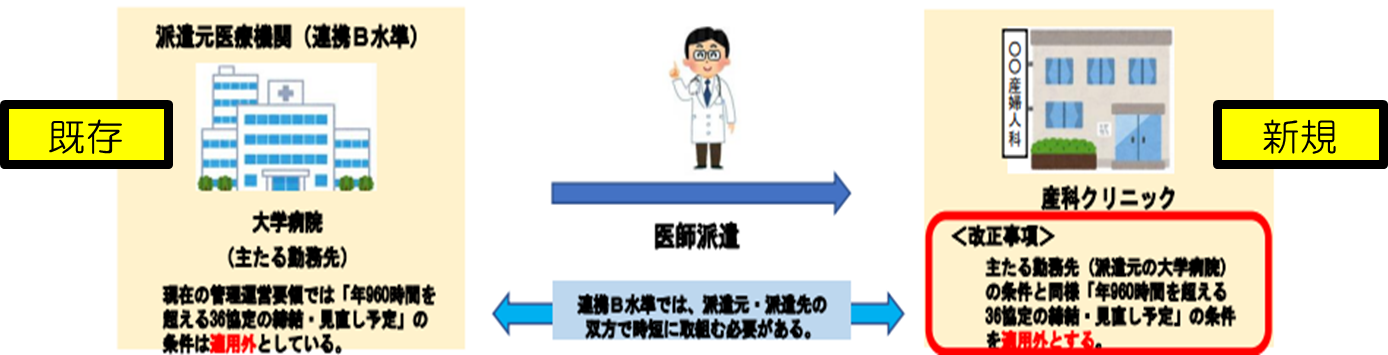 派遣元医療機関（連携Ｂ水準）
既存
大学病院
（主たる勤務先）
現在の管理運営要領では「年960時間を
超える36協定の締結・見直し予定」の
条件は適用外としている。
医師派遣
連携Ｂ水準では、派遣元・派遣先の
双方で時短に取組む必要がある。
〇〇産婦人科
新規
産科クリニック
＜改正事項＞
主たる勤務先（派遣元の大学病院）
の条件と同様「年960時間を超える
36協定の締結・見直し予定」の条件
を適用外とする。